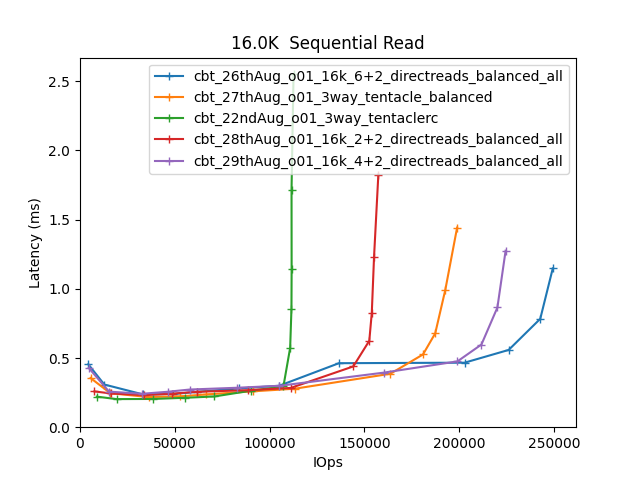 16.0K  Sequential Read
cbt_26thAug_o01_16k_6+2_directreads_balanced_all
cbt_27thAug_o01_3way_tentacle_balanced
cbt_22ndAug_o01_3way_tentaclerc
cbt_28thAug_o01_16k_2+2_directreads_balanced_all
cbt_29thAug_o01_16k_4+2_directreads_balanced_all
Latency (ms)
2.5
2.0
1.5
1.0
0.5
0.0
0 50000 100000 150000 200000 250000
IOps